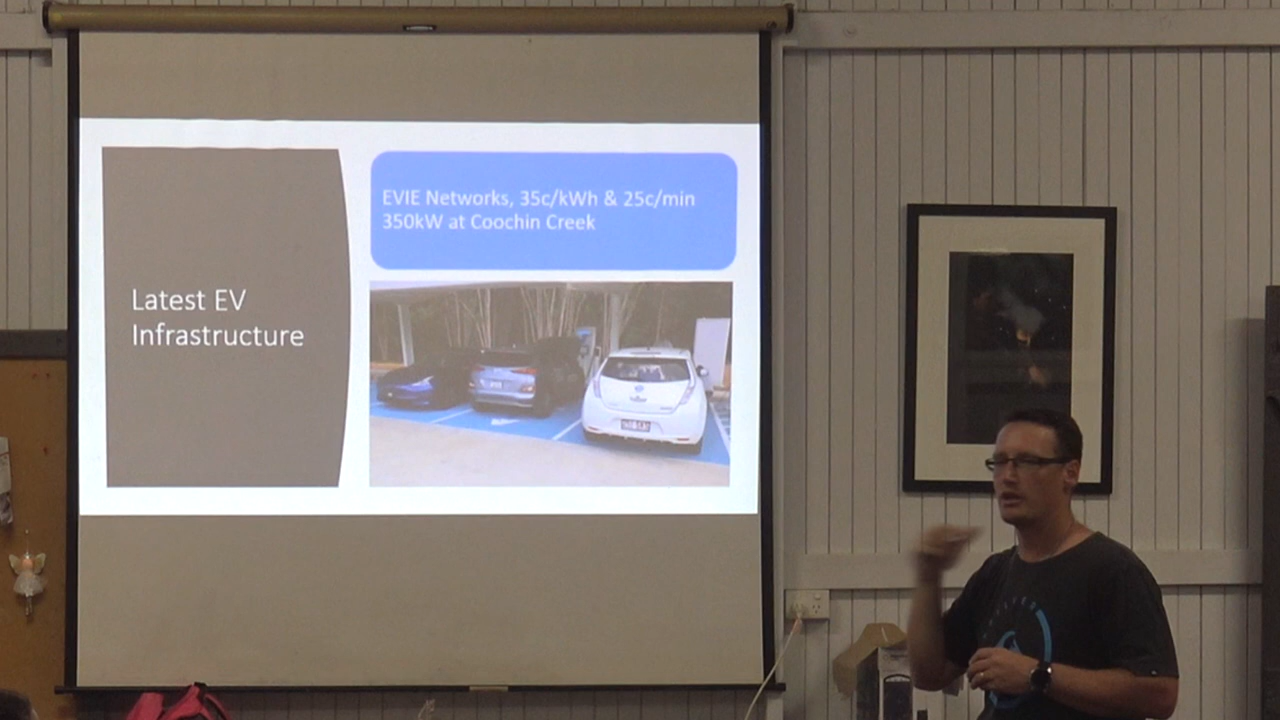 Latest EV
Infrastructure
EVIE Networks, 35c/kWh & 25c/min
350kW at Coochin Creek